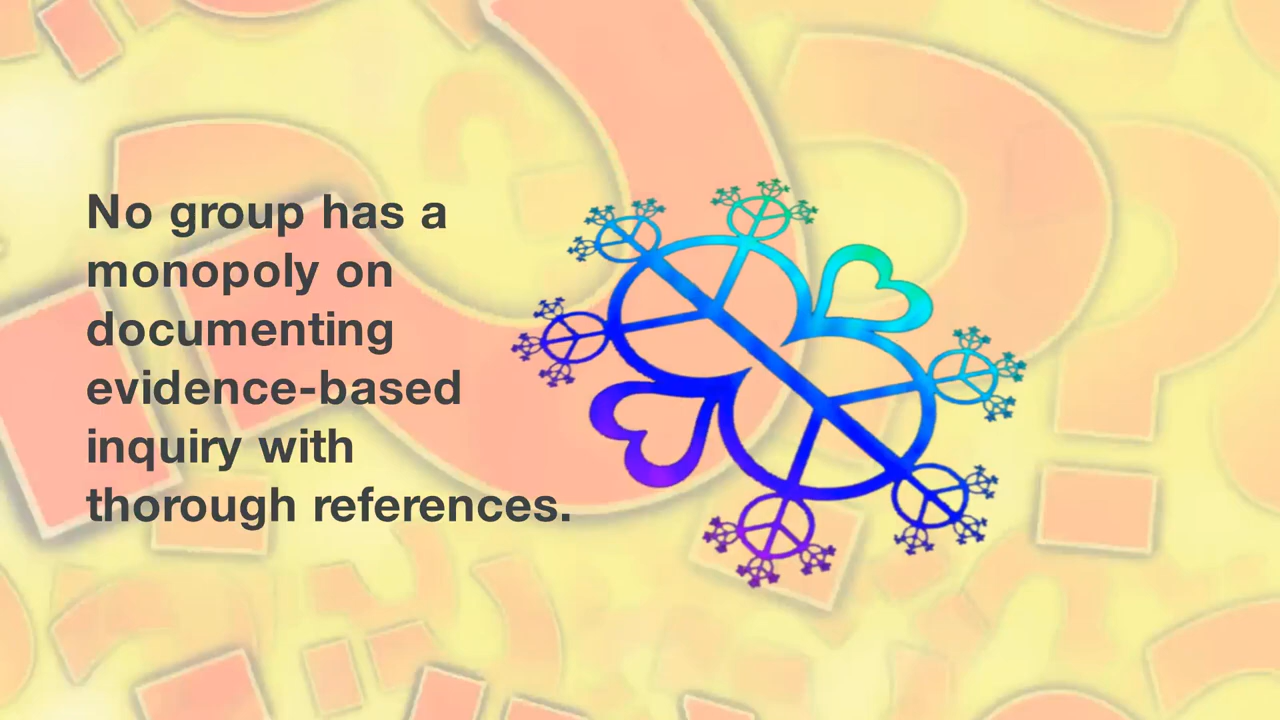 No group has a
monopoly on
documenting
evidence-based
inquiry with
thorough references.